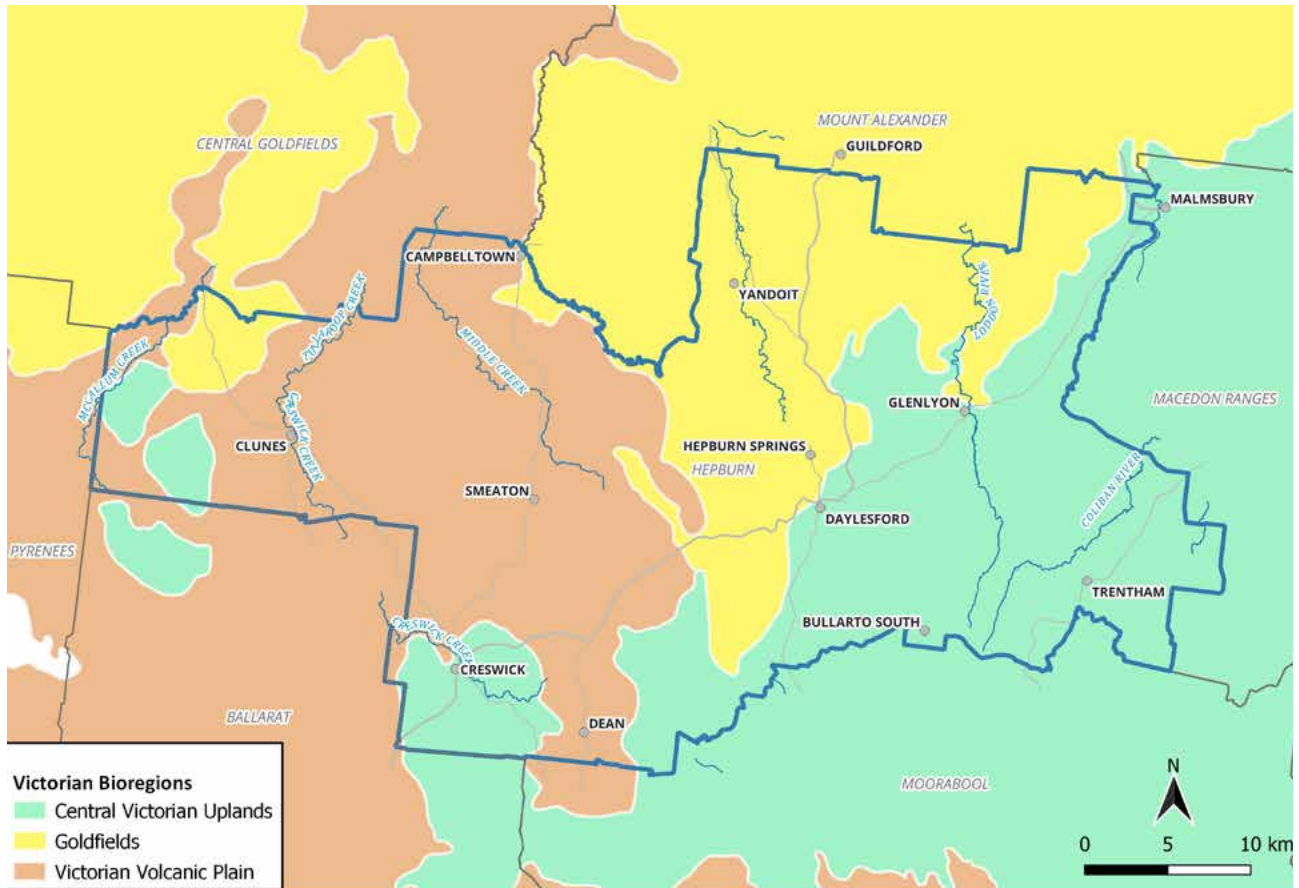 CENTRAL GOLDFIELDS
MOUNT ALEXANDER
GUILDFORD
MALMSBURY
CAMPBELLTOWN
YANDOIT
LODDON RIVER
TULLAROOP CREEK
MIDDLE CREEK
MCCALLUM CREEK
CRESWICK CREEK
CLUNES
GLENLYON
MACEDON RANGES
HEPBURN SPRINGS
HEPBURN
SMEATON
DAYLESFORD
COLIBAN RIVER
PYRENEES
TRENTHAM
BULLARTO SOUTH
CRESWICK CREEK
CRESWICK
BALLARAT
DEAN
MOORABOOL
Victorian Bioregions
Central Victorian Uplands
Goldfields
Victorian Volcanic Plain
N
0 5 10 km